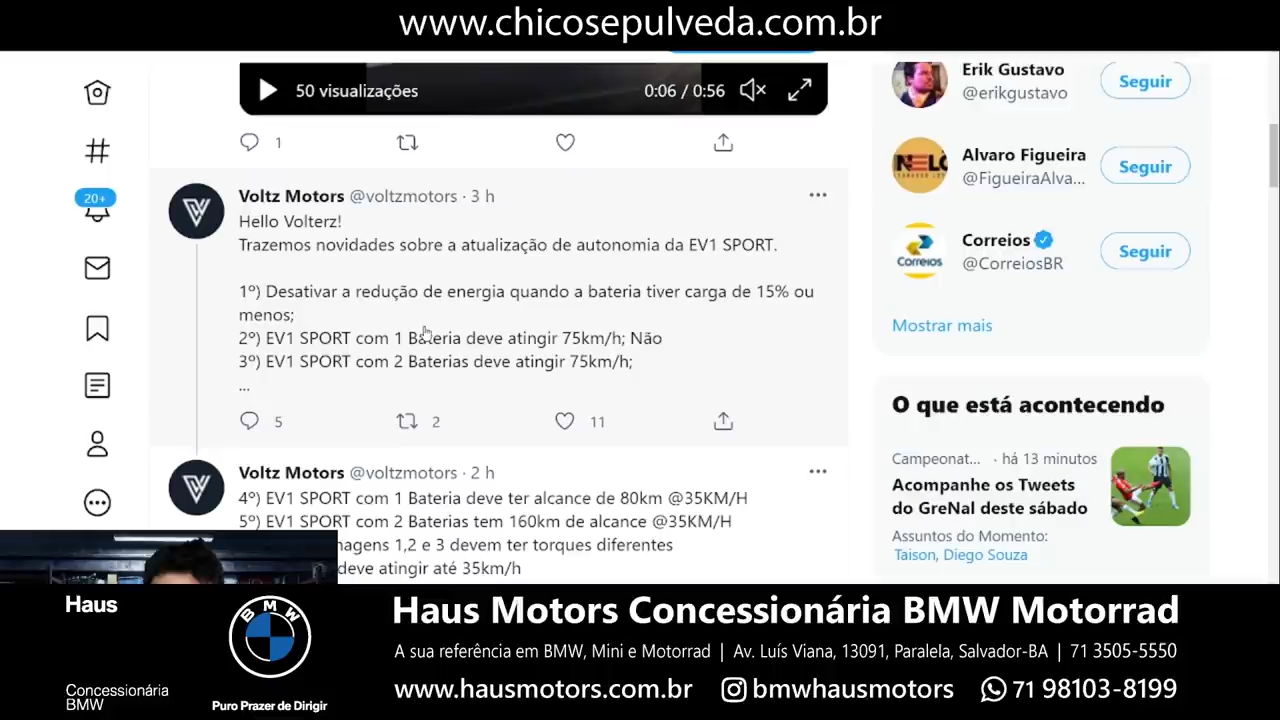 www.chicosepulveda.com.br
50 visualizações
0:06 / 0:56
1
Voltz Motors @voltzmotors · 3 h
Hello Volterz!
Trazemos novidades sobre a atualização de autonomia da EV1 SPORT.
1º) Desativar a redução de energia quando a bateria tiver carga de 15% ou
menos;
2º) EV1 SPORT com 1 Bateria deve atingir 75km/h; Não
3º) EV1 SPORT com 2 Baterias deve atingir 75km/h;
...
5 2 11
Voltz Motors @voltzmotors · 2 h
4º) EV1 SPORT com 1 Bateria deve ter alcance de 80km @35KM/H
5º) EV1 SPORT com 2 Baterias tem 160km de alcance @35KM/H
magens 1,2 e 3 devem ter torques diferentes
deve atingir até 35km/h
20+
Erik Gustavo
@erikgustavo
Seguir
NELO
Alvaro Figueira
@FigueiraAlva...
Seguir
Correios
Correios
@CorreiosBR
Seguir
Mostrar mais
O que está acontecendo
Campeonat... · há 13 minutos
Acompanhe os Tweets
do GreNal deste sábado
Assuntos do Momento:
Taison, Diego Souza
Haus
Concessionária
BMW
BMW
Puro Prazer de Dirigir
Haus Motors Concessionária BMW Motorrad
A sua referência em BMW, Mini e Motorrad | Av. Luís Viana, 13091, Paralela, Salvador-BA | 71 3505-5550
www.hausmotors.com.br bmwhausmotors 71 98103-8199